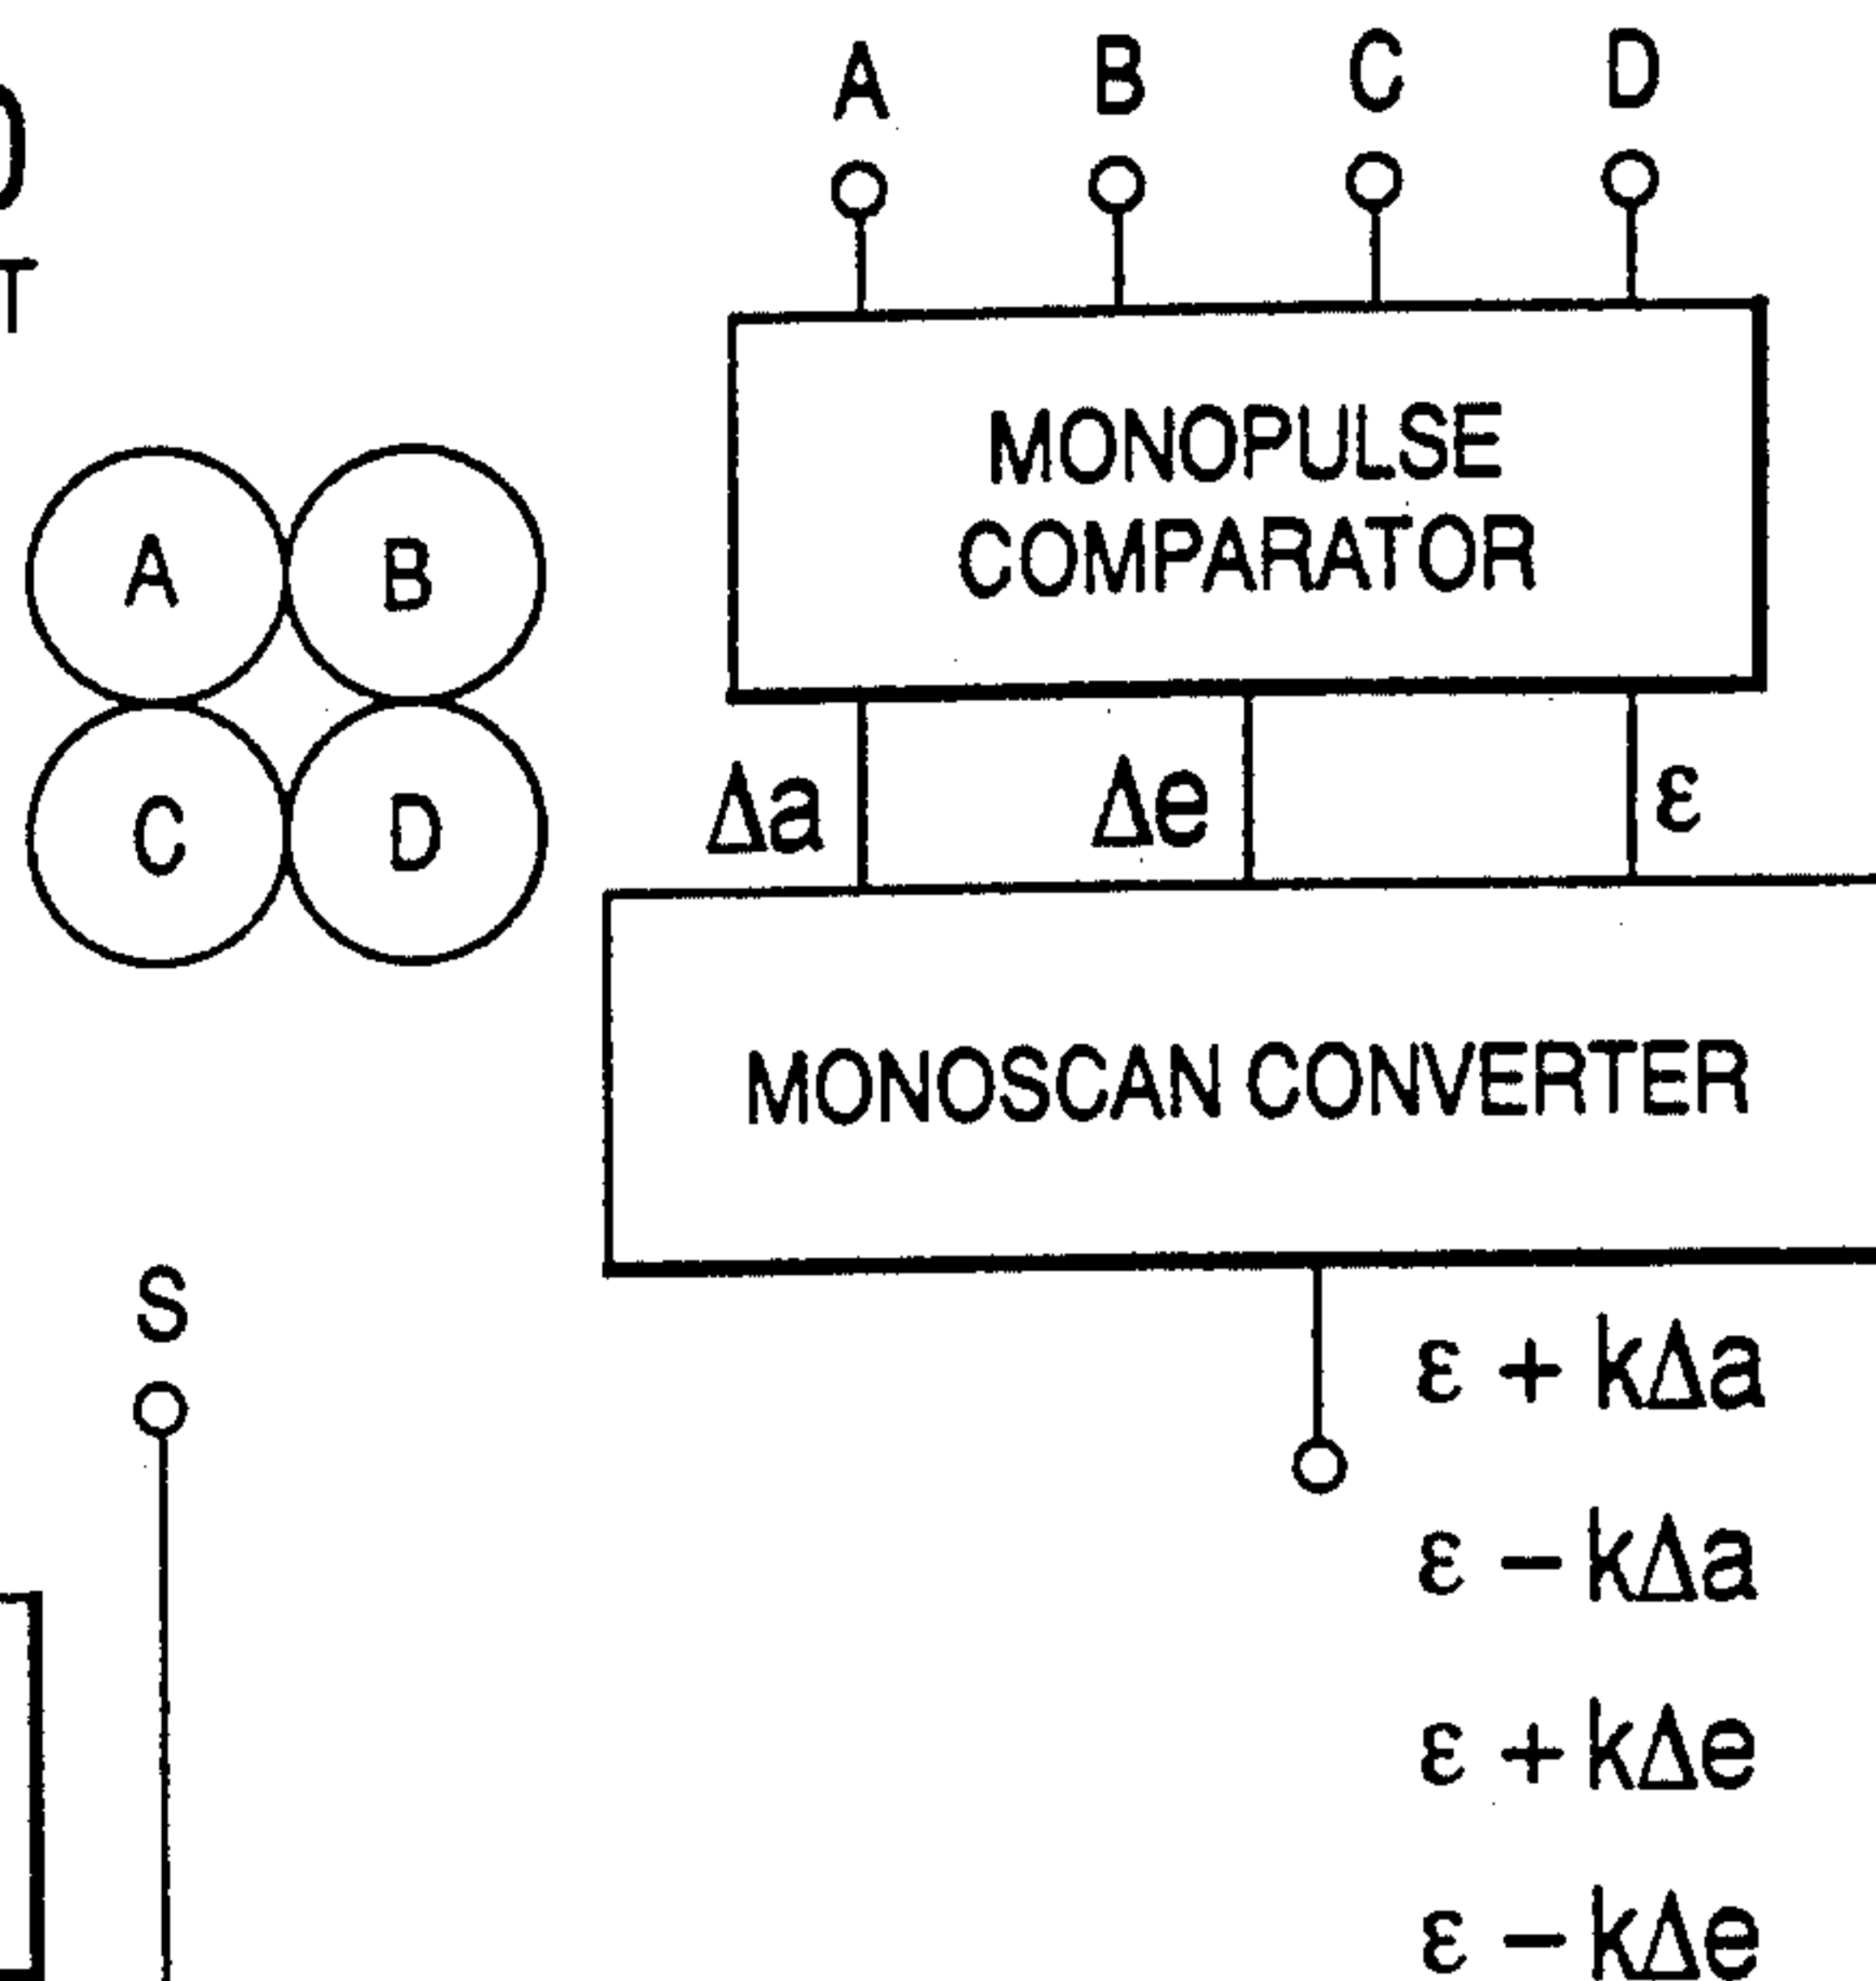 A B C D
T
MONOPULSE
COMPARATOR
A B
C D
Δa Δe ε
MONOSCAN CONVERTER
S
ε + kΔa
ε − kΔa
ε + kΔe
ε − kΔe